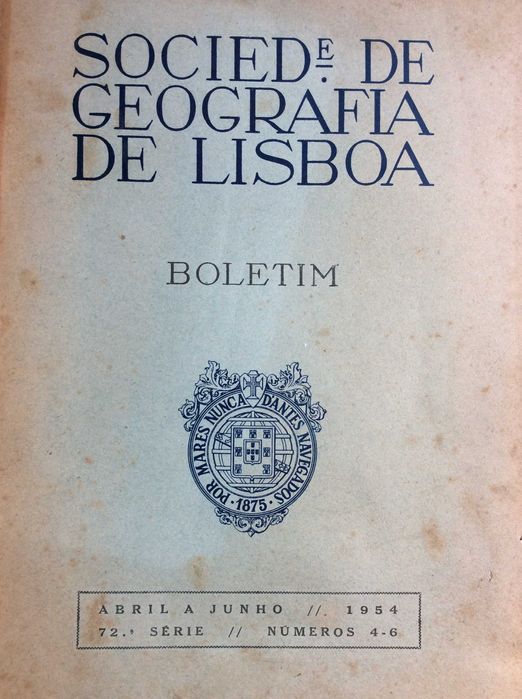 SOCIEDᴱ. DE
GEOGRAFIA
DE LISBOA
BOLETIM
POR MARES NUNCA DANTES NAVEGADOS
· 1875 ·
ABRIL A JUNHO // 1954
72.ª SÉRIE // NÚMEROS 4-6